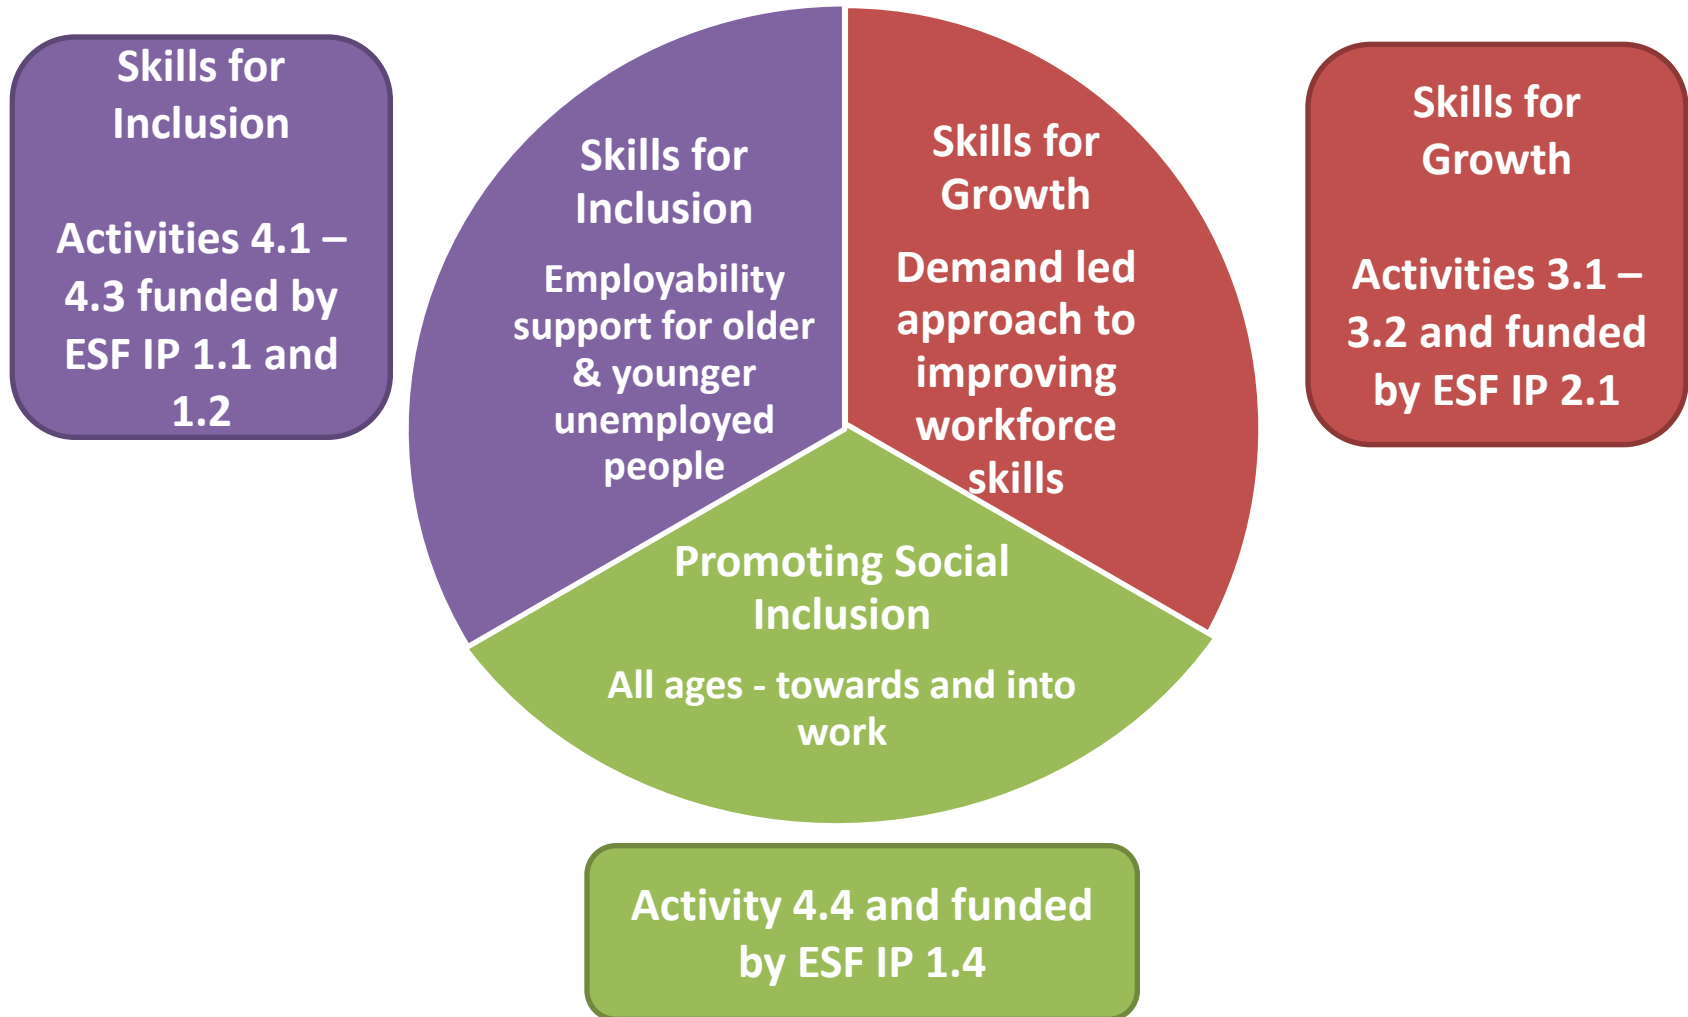 Skills for
Inclusion
Activities 4.1 –
4.3 funded by
ESF IP 1.1 and
1.2
Skills for
Inclusion
Employability
support for older
& younger
unemployed
people
Skills for
Growth
Demand led
approach to
improving
workforce
skills
Skills for
Growth
Activities 3.1 –
3.2 and funded
by ESF IP 2.1
Promoting Social
Inclusion
All ages - towards and into
work
Activity 4.4 and funded
by ESF IP 1.4